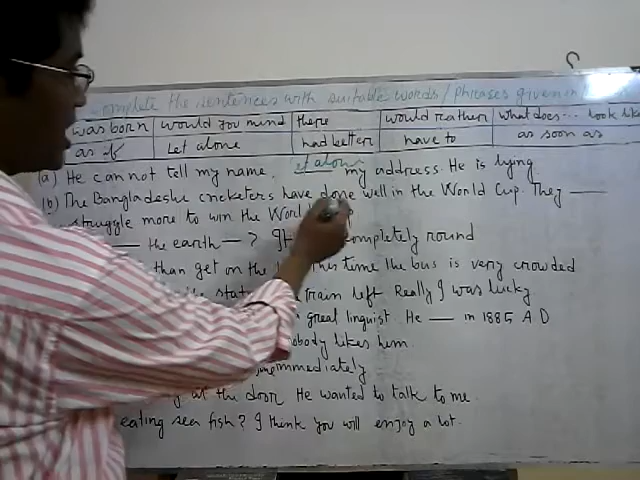 Complete the sentences with suitable words/phrases given in
was born would you mind there would rather what does... look like
as if Let alone had better have to as soon as
(a) He can not tell my name, let alone my address. He is lying.
(b) The Bangladeshi cricketers have done well in the World Cup. They ——
struggle more to win the World
—— the earth — ? It completely round
than get on the This time the bus is very crowded
train left Really I was lucky
a great linguist. He — in 1885 A D
nobody likes him.
immediately
at the door He wanted to talk to me.
eating sea fish? I think you will enjoy a lot.